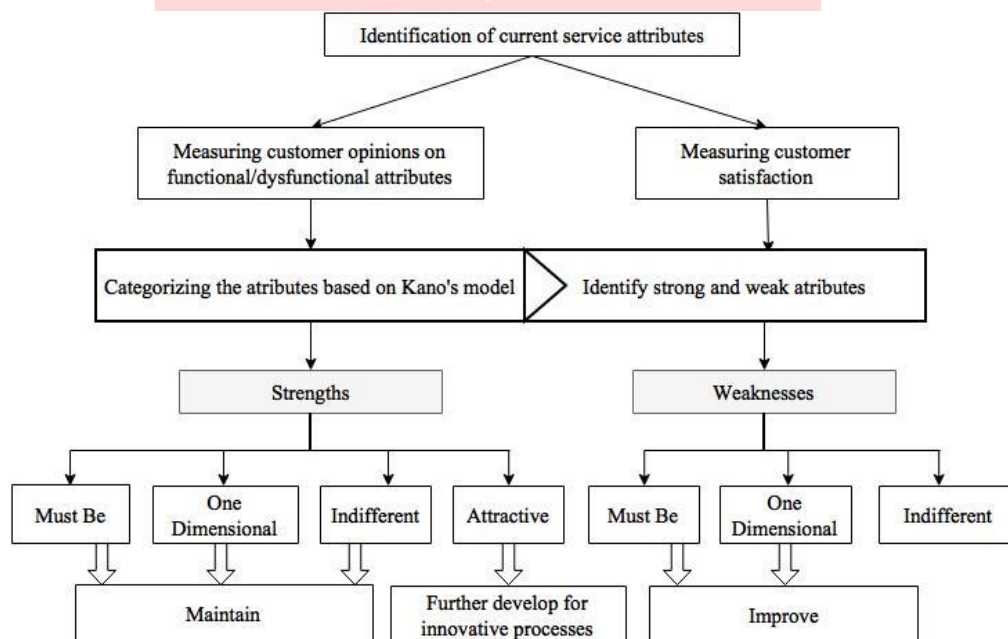 Identification of current service attributes
Measuring customer opinions on
functional/dysfunctional attributes
Measuring customer
satisfaction
Categorizing the atributes based on Kano's model
Identify strong and weak atributes
Strengths
Weaknesses
Must Be
One
Dimensional
Indifferent
Attractive
Must Be
One
Dimensional
Indifferent
Maintain
Further develop for
innovative processes
Improve